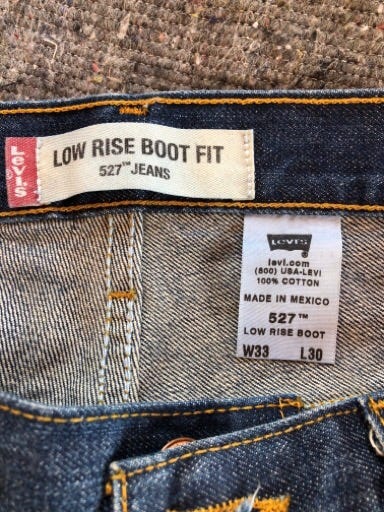 Levi's
LOW RISE BOOT FIT
527™ JEANS
LEVI'S
levi.com
(800) USA-LEVI
100% COTTON
MADE IN MEXICO
527™
LOW RISE BOOT
W33 L30